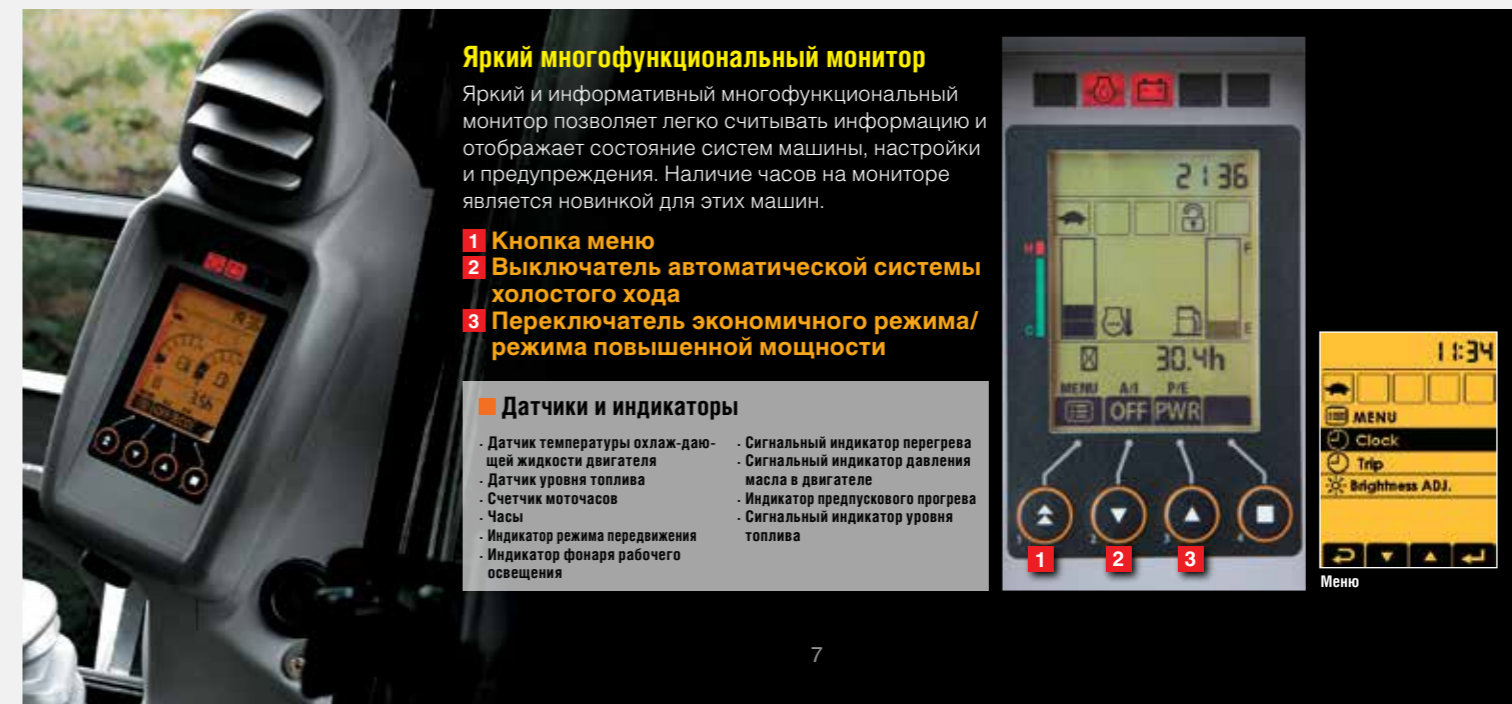 Яркий многофункциональный монитор
Яркий и информативный многофункциональный
монитор позволяет легко считывать информацию и
отображает состояние систем машины, настройки
и предупреждения. Наличие часов на мониторе
является новинкой для этих машин.
1 Кнопка меню
2 Выключатель автоматической системы
холостого хода
3 Переключатель экономичного режима/
режима повышенной мощности
Датчики и индикаторы
- Датчик температуры охлаж-даю-
щей жидкости двигателя
- Датчик уровня топлива
- Счетчик моточасов
- Часы
- Индикатор режима передвижения
- Индикатор фонаря рабочего
освещения
- Сигнальный индикатор перегрева
- Сигнальный индикатор давления
масла в двигателе
- Индикатор предпускового прогрева
- Сигнальный индикатор уровня
топлива
21:36
H F
C E
30.4h
MENU A/I P/E
OFF PWR
1 2 3 4
1 2 3
11:34
MENU
Clock
Trip
Brightness ADJ.
Меню
7